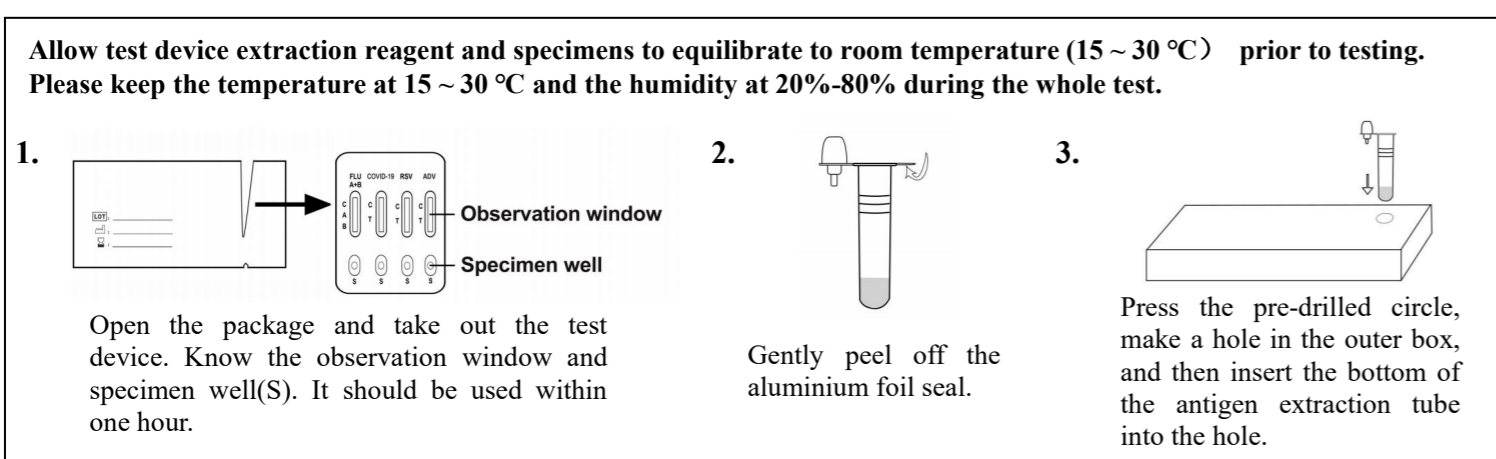 Allow test device extraction reagent and specimens to equilibrate to room temperature (15 ~ 30 ℃） prior to testing.
Please keep the temperature at 15 ~ 30 ℃ and the humidity at 20%-80% during the whole test.
1.
LOT :
:
:
FLU A+B COVID-19 RSV ADV
C A B C T C T C T
Observation window
S S S S
Specimen well
Open the package and take out the test
device. Know the observation window and
specimen well(S). It should be used within
one hour.
2.
Gently peel off the
aluminium foil seal.
3.
Press the pre-drilled circle,
make a hole in the outer box,
and then insert the bottom of
the antigen extraction tube
into the hole.